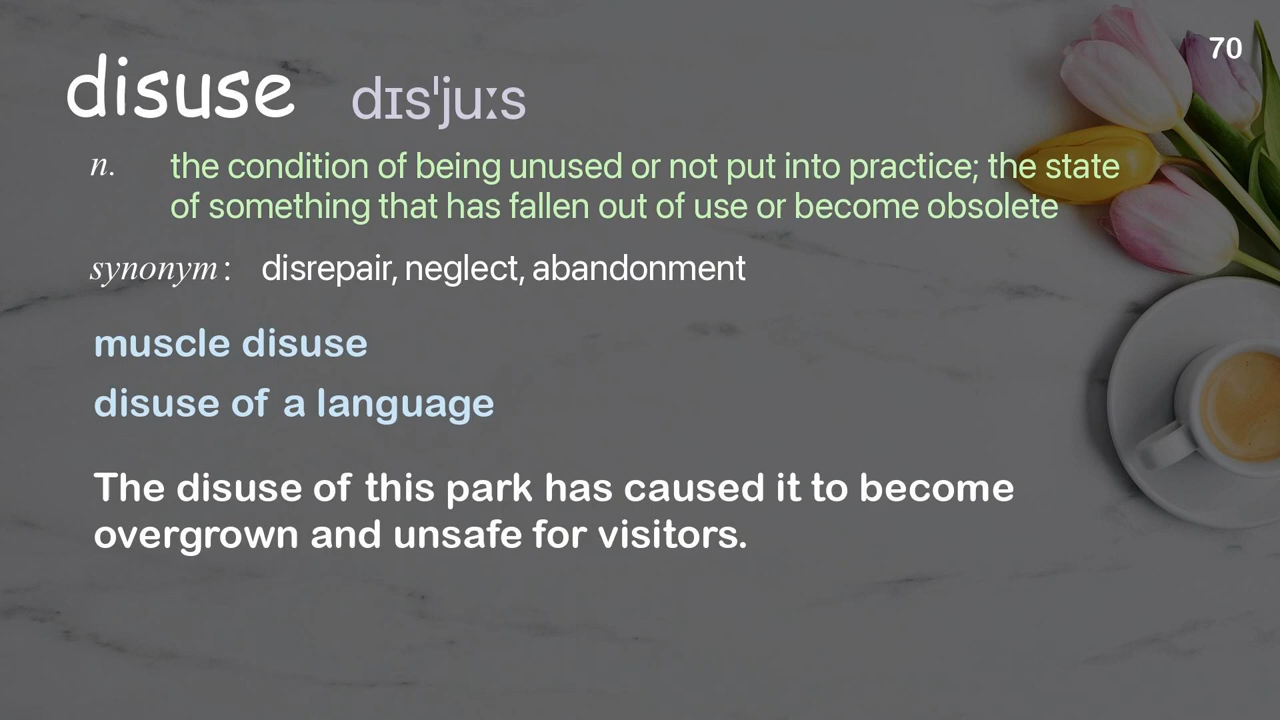 70
disuse dɪsˈjuːs
n. the condition of being unused or not put into practice; the state
of something that has fallen out of use or become obsolete
synonym: disrepair, neglect, abandonment
muscle disuse
disuse of a language
The disuse of this park has caused it to become
overgrown and unsafe for visitors.